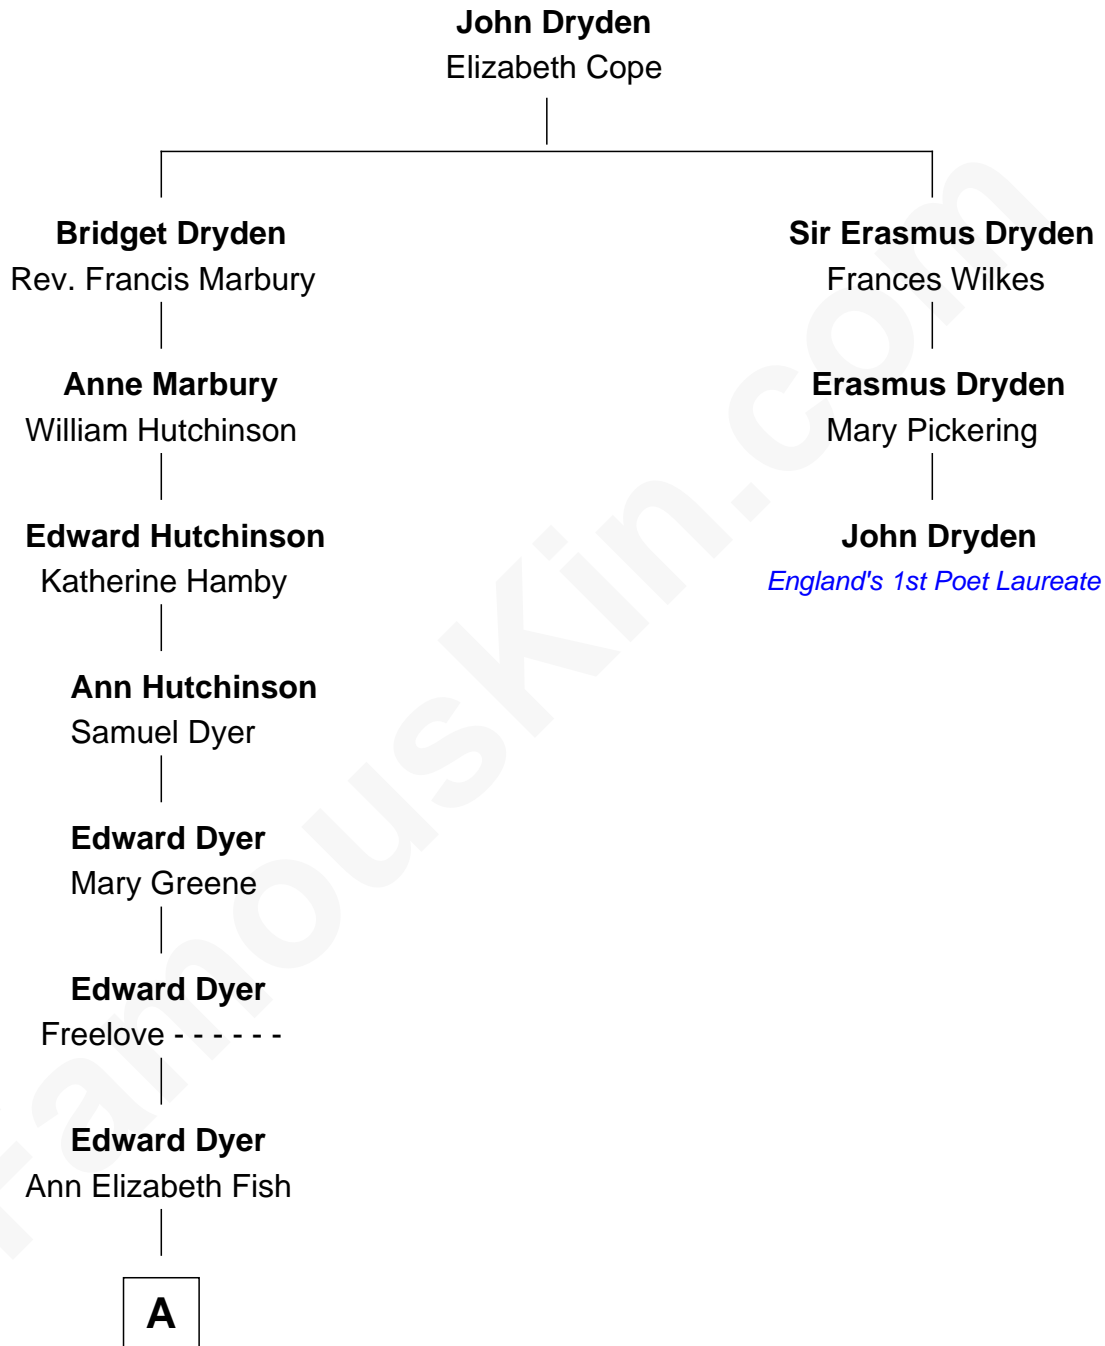 John Dryden
Elizabeth Cope
Bridget Dryden
Rev. Francis Marbury
Sir Erasmus Dryden
Frances Wilkes
Anne Marbury
William Hutchinson
Erasmus Dryden
Mary Pickering
Edward Hutchinson
Katherine Hamby
John Dryden
England's 1st Poet Laureate
Ann Hutchinson
Samuel Dyer
Edward Dyer
Mary Greene
Edward Dyer
Freelove - - - - - -
Edward Dyer
Ann Elizabeth Fish
A
FamousKin.com